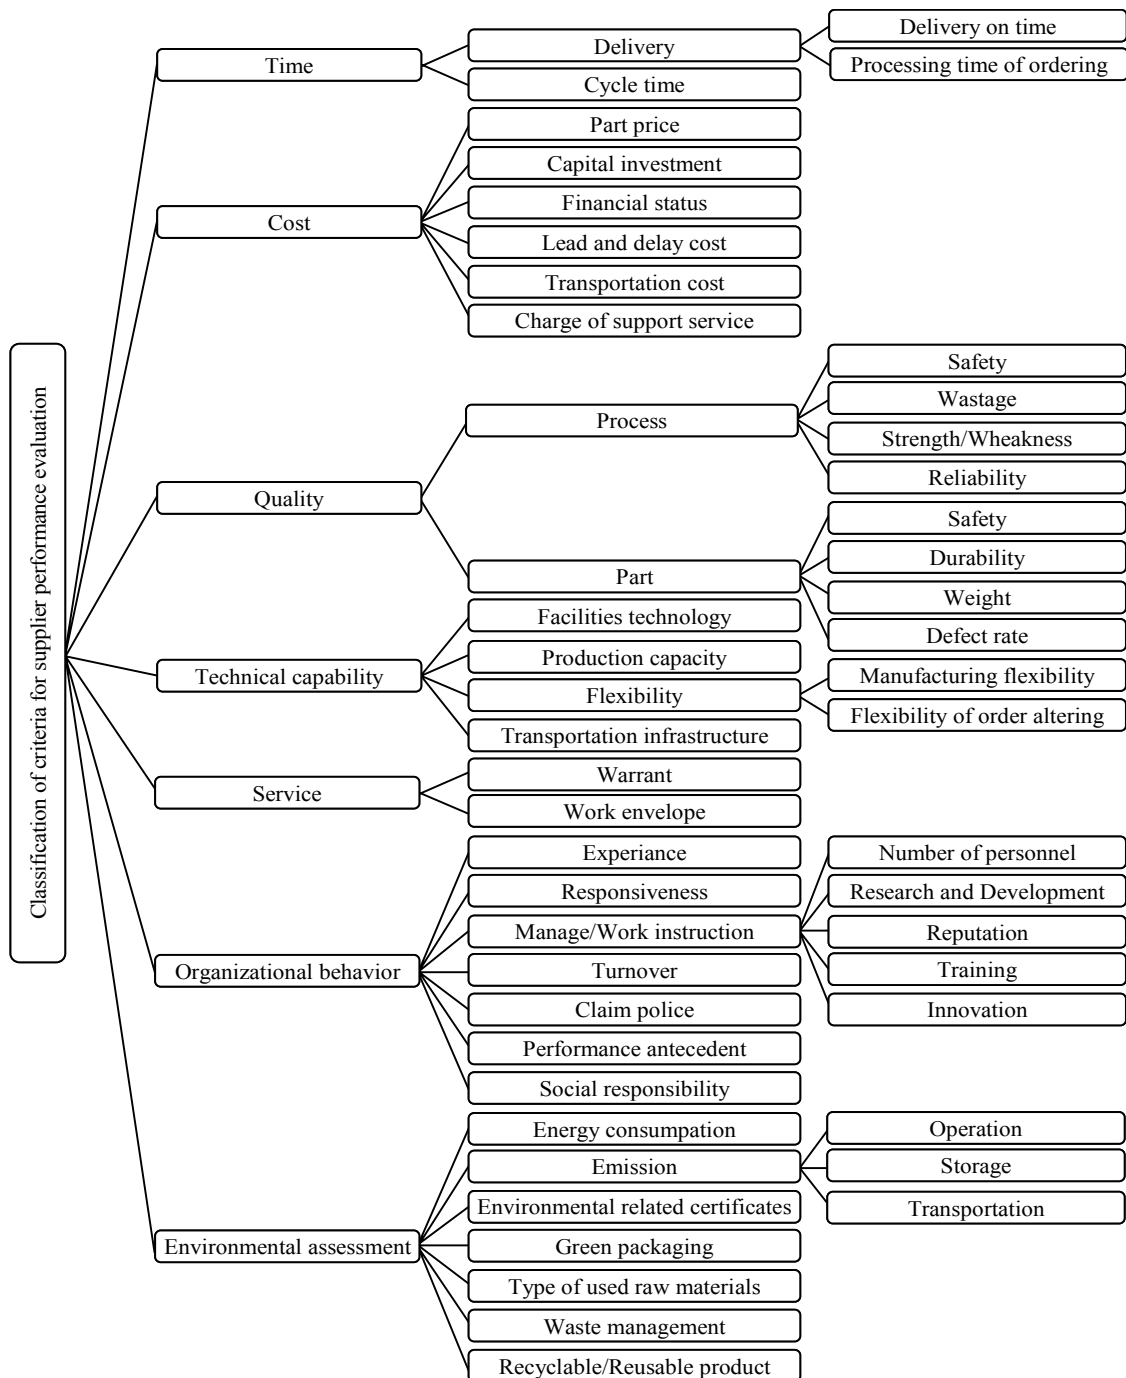 Classification of criteria for supplier performance evaluation
Time
Delivery
Delivery on time
Processing time of ordering
Cycle time
Cost
Part price
Capital investment
Financial status
Lead and delay cost
Transportation cost
Charge of support service
Quality
Process
Safety
Wastage
Strength/Wheakness
Reliability
Part
Safety
Durability
Weight
Defect rate
Technical capability
Facilities technology
Production capacity
Flexibility
Manufacturing flexibility
Flexibility of order altering
Transportation infrastructure
Service
Warrant
Work envelope
Organizational behavior
Experiance
Responsiveness
Manage/Work instruction
Number of personnel
Research and Development
Reputation
Training
Innovation
Turnover
Claim police
Performance antecedent
Social responsibility
Environmental assessment
Energy consumpation
Emission
Operation
Storage
Transportation
Environmental related certificates
Green packaging
Type of used raw materials
Waste management
Recyclable/Reusable product